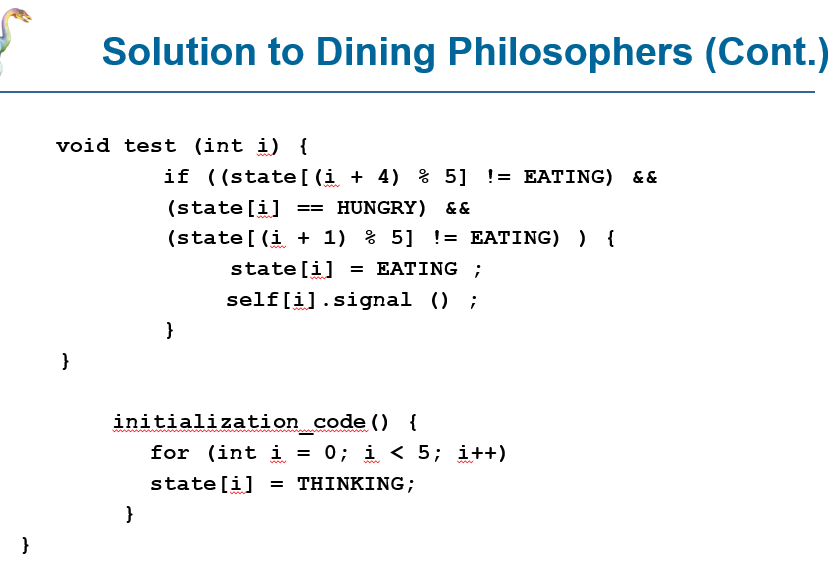 Solution to Dining Philosophers (Cont.)
void test (int i) {
if ((state[(i + 4) % 5] != EATING) &&
(state[i] == HUNGRY) &&
(state[(i + 1) % 5] != EATING) ) {
state[i] = EATING ;
self[i].signal () ;
}
}
initialization_code() {
for (int i = 0; i < 5; i++)
state[i] = THINKING;
}
}